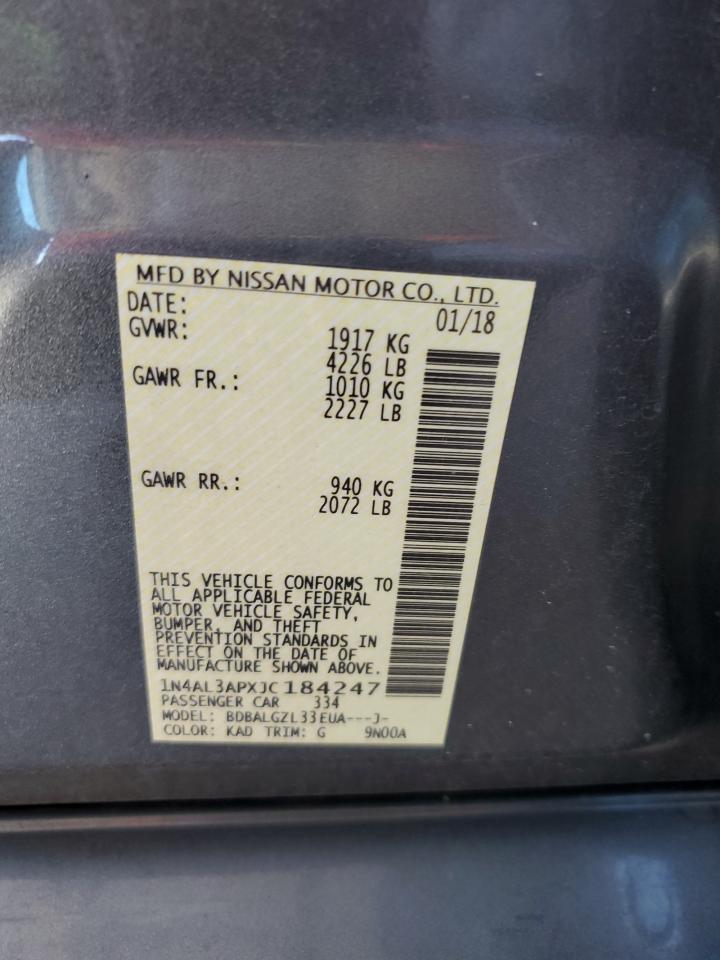 MFD BY NISSAN MOTOR CO., LTD.
DATE: 01/18
GVWR: 1917 KG
4226 LB
GAWR FR.: 1010 KG
2227 LB
GAWR RR.: 940 KG
2072 LB
THIS VEHICLE CONFORMS TO
ALL APPLICABLE FEDERAL
MOTOR VEHICLE SAFETY,
BUMPER, AND THEFT
PREVENTION STANDARDS IN
EFFECT ON THE DATE OF
MANUFACTURE SHOWN ABOVE.
1N4AL3APXJC184247
PASSENGER CAR 334
MODEL: BDBALGZL33EUA---J-
COLOR: KAD TRIM: G 9N00A